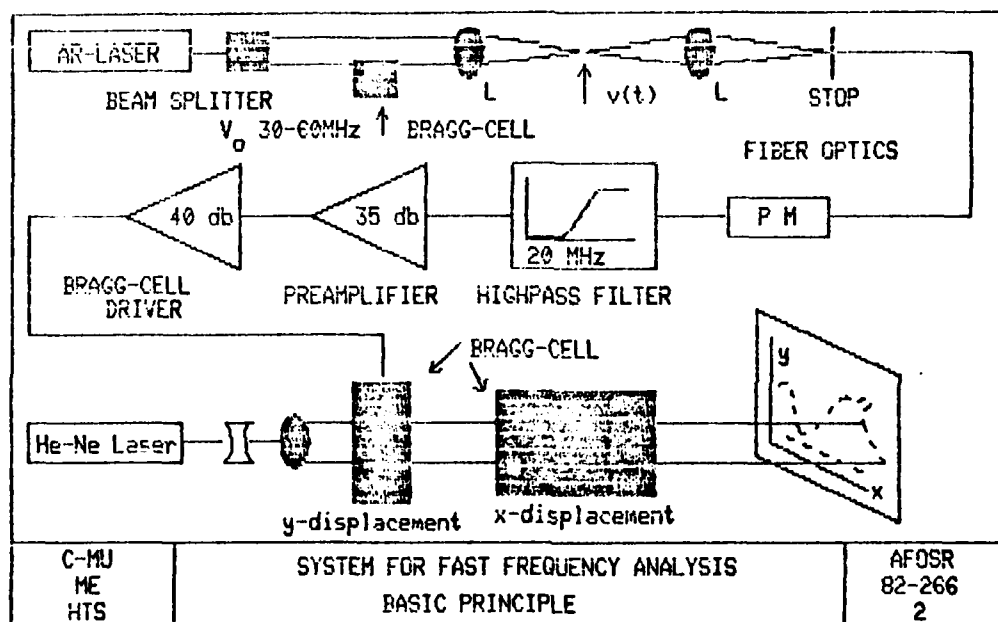 AR-LASER
BEAM SPLITTER
L
v(t)
L
STOP
V₀ 30-60MHz
BRAGG-CELL
FIBER OPTICS
40 db
35 db
20 MHz
P M
BRAGG-CELL
DRIVER
PREAMPLIFIER
HIGHPASS FILTER
BRAGG-CELL
y
He-Ne Laser
x
y-displacement
x-displacement
C-MU
ME
HTS
SYSTEM FOR FAST FREQUENCY ANALYSIS
BASIC PRINCIPLE
AFOSR
82-266
2